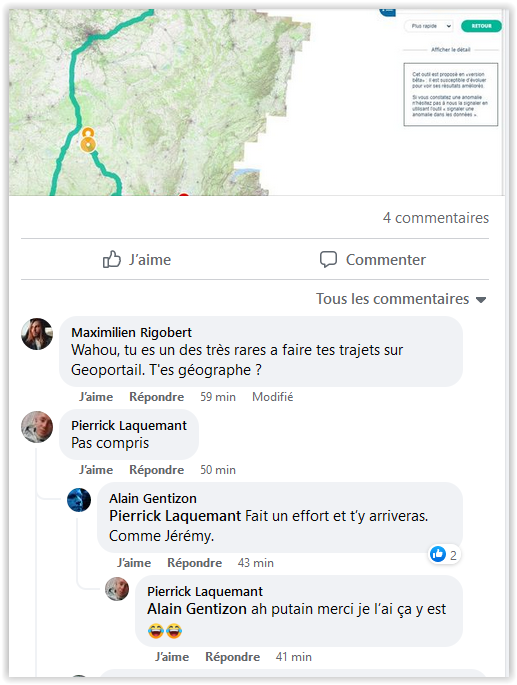 Plus rapide
RETOUR
Afficher le détail
Cet outil est proposé en «version
bêta» : il est susceptible d'évoluer
pour voir ses résultats améliorés.
Si vous constatez une anomalie
n'hésitez pas à nous la signaler en
utilisant l'outil « signaler une
anomalie dans les données ».
4 commentaires
J'aime
Commenter
Tous les commentaires
Maximilien Rigobert
Wahou, tu es un des très rares a faire tes trajets sur
Geoportail. T'es géographe ?
J'aime Répondre 59 min Modifié
Pierrick Laquemant
Pas compris
J'aime Répondre 50 min
Alain Gentizon
Pierrick Laquemant Fait un effort et t'y arriveras.
Comme Jérémy.
2
J'aime Répondre 43 min
Pierrick Laquemant
Alain Gentizon ah putain merci je l'ai ça y est
😂😂
J'aime Répondre 41 min